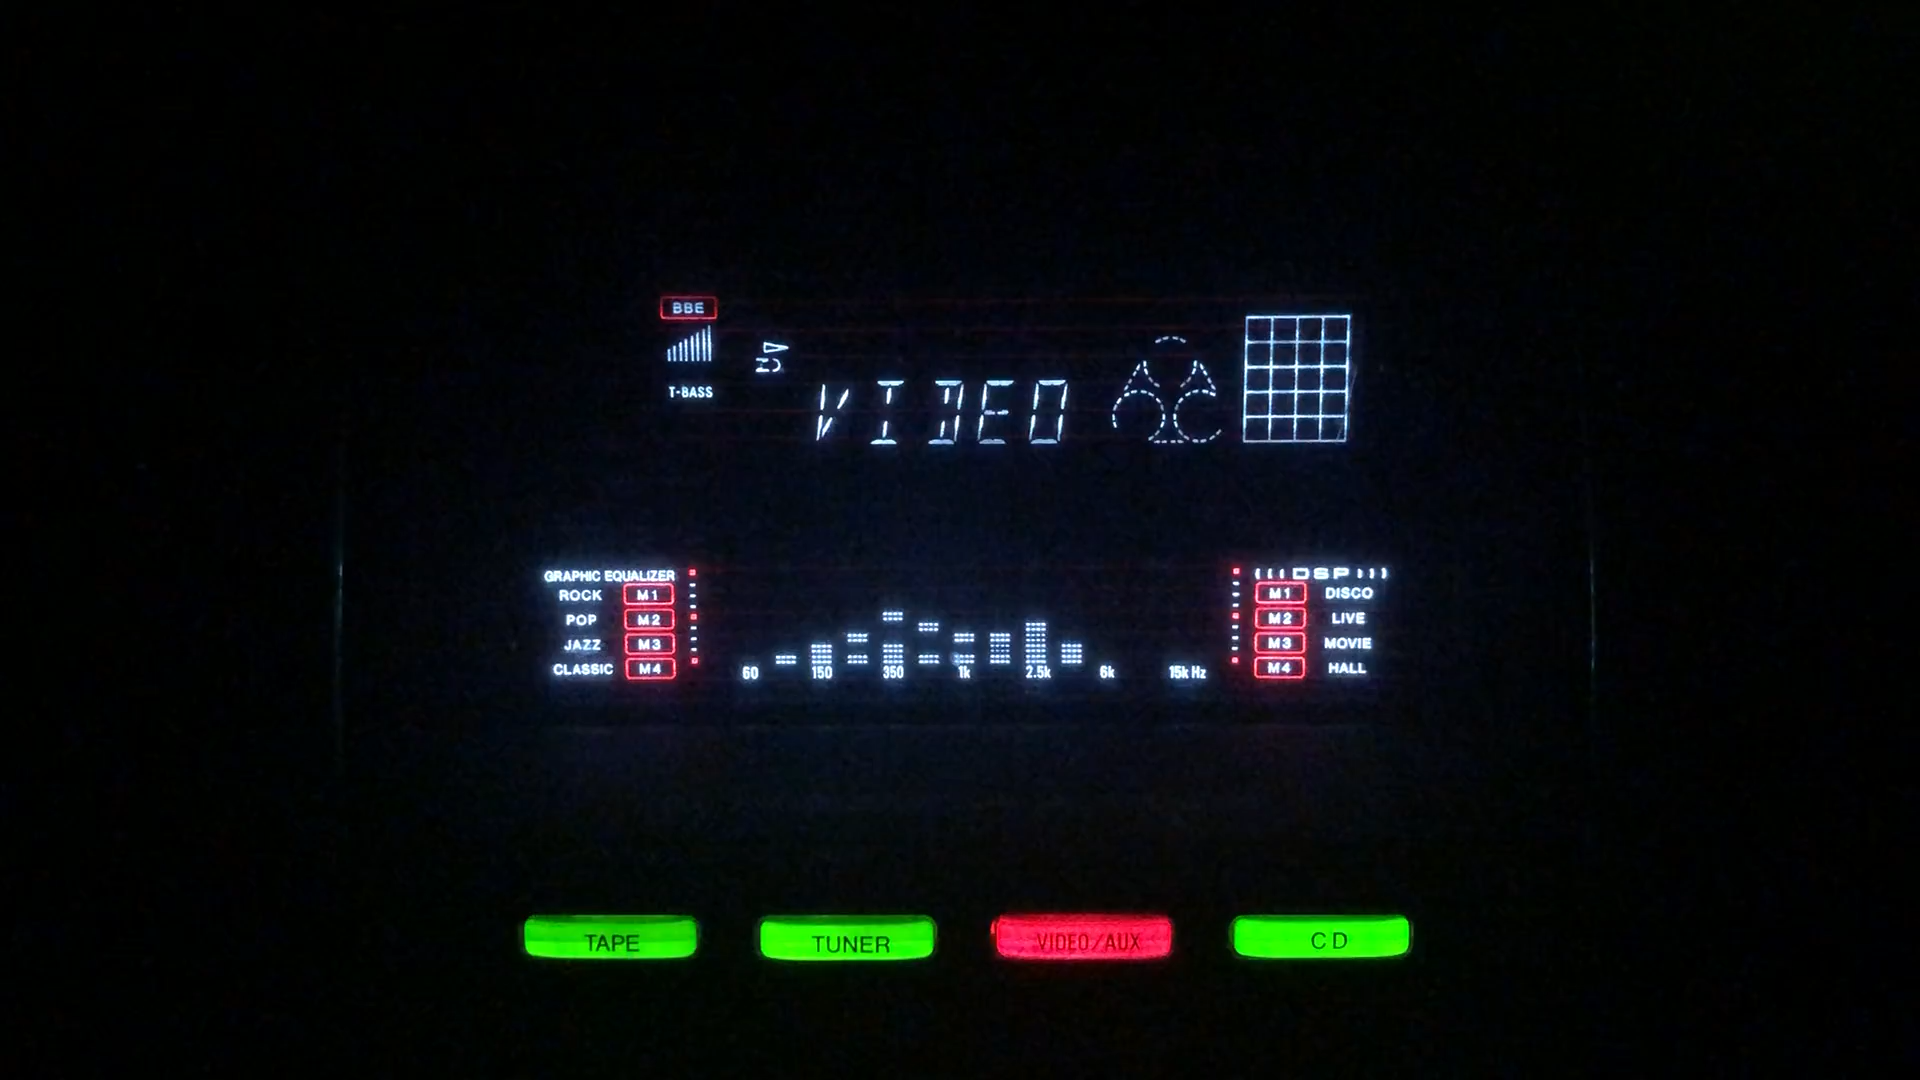 BBE
T-BASS
VIDEO
GRAPHIC EQUALIZER
ROCK M1
POP M2
JAZZ M3
CLASSIC M4
60 150 350 1k 2.5k 6k 15k Hz
DSP
M1 DISCO
M2 LIVE
M3 MOVIE
M4 HALL
TAPE
TUNER
VIDEO/AUX
CD